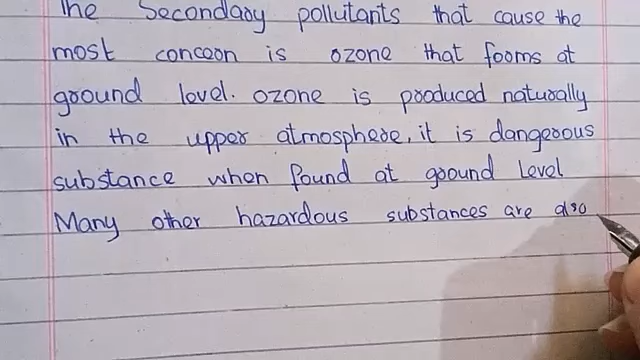 The Secondary pollutants that cause the
most concern is ozone that forms at
ground level. ozone is produced naturally
in the upper atmosphere, it is dangerous
substance when found at ground level
Many other hazardous substances are also